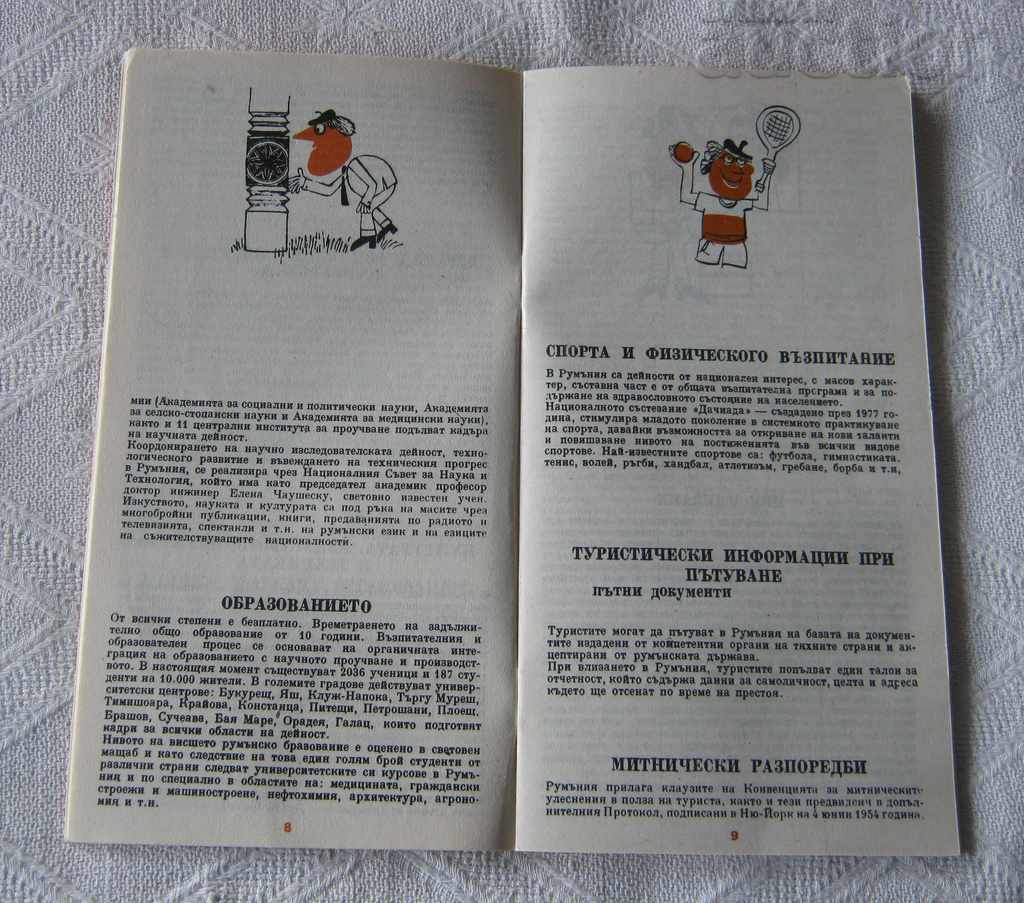 мии (Академията за социални и политически науки, Академията
за селско-стопански науки и Академията за медицински науки),
както и 11 централни института за проучване подълват кадъра
на научната дейност.
Координирането на научно изследователската дейност, техно-
логическото развитие и въвеждането на техническия прогрес
в Румъния, се реализира чрез Националния Съвет за Наука и
Технология, който има като председател академик професор
доктор инженер Елена Чаушеску, световно известен учен.
Изкуството, науката и културата са под ръка на масите чрез
многобройни публикации, книги, предаванията по радиото и
телевизията, спектакли и т.н. на румънски език и на езиците
на съжителствуващите националности.
ОБРАЗОВАНИЕТО
От всички степени е безплатно. Времетраенето на задължи-
телно общо образование от 10 години. Възпитателния и
образователен процес се основават на органичната инте-
грация на образованието с научното проучване и производст-
вото. В настоящия момент съществуват 2036 ученици и 187 сту-
денти на 10.000 жители. В големите градове действуват универ-
ситетски центрове: Букурещ, Яш, Клуж-Напока, Търгу Муреш,
Тимишоара, Крайова, Констанца, Питещи, Петрошани, Плоещ,
Брашов, Сучеава, Бая Маре, Орадея, Галац, които подготвят
кадри за всички области на дейност.
Нивото на висшето румънско бразование е оценено в световен
мащаб и като следствие на това един голям брой студенти от
различни страни следват университетските си курсове в Румъ-
ния и по специално в областите на: медицината, граждански
строежи и машиностроене, нефтохимия, архитектура, агроно-
мия и т.н.
8
СПОРТА И ФИЗИЧЕСКОГО ВЪЗПИТАНИЕ
В Румъния са дейности от национален интерес, с масов харак-
тер, съставна част е от общата възпитателна програма и за по-
държане на здравословното състояние на населението.
Националното състезание «Дачиада» — създадено през 1977 го-
дина, стимулира младото поколение в системното практикуване
на спорта, давайки възможността за откриване на нови таланти
и повишаване нивото на постиженията във всички видове
спортове. Най-известните спортове са: футбола, гимнастиката,
тенис, волей, ръгби, хандбал, атлетизъм, гребане, борба и т.н,
ТУРИСТИЧЕСКИ ИНФОРМАЦИИ ПРИ
ПЪТУВАНЕ
пътни документи
Туристите могат да пътуват в Румъния на базата на докумен-
тите издадени от койпетентни органи на тяхните страни и ак-
цептирани от румънската държава.
При влизането в Румъния, туристите попълват един талон за
отчетност, който съдържа данни за самоличност, целта и адреса
където ще отсенат по време на престоя.
МИТНИЧЕСКИ РАЗПОРЕДБИ
Румъния прилага клаузите на Конвенцията за митническите
улеснения в полза на туриста, както и тези предвидени в допъл-
нителния Протокол, подписани в Ню-Йорк на 4 юнии 1954 година.
9